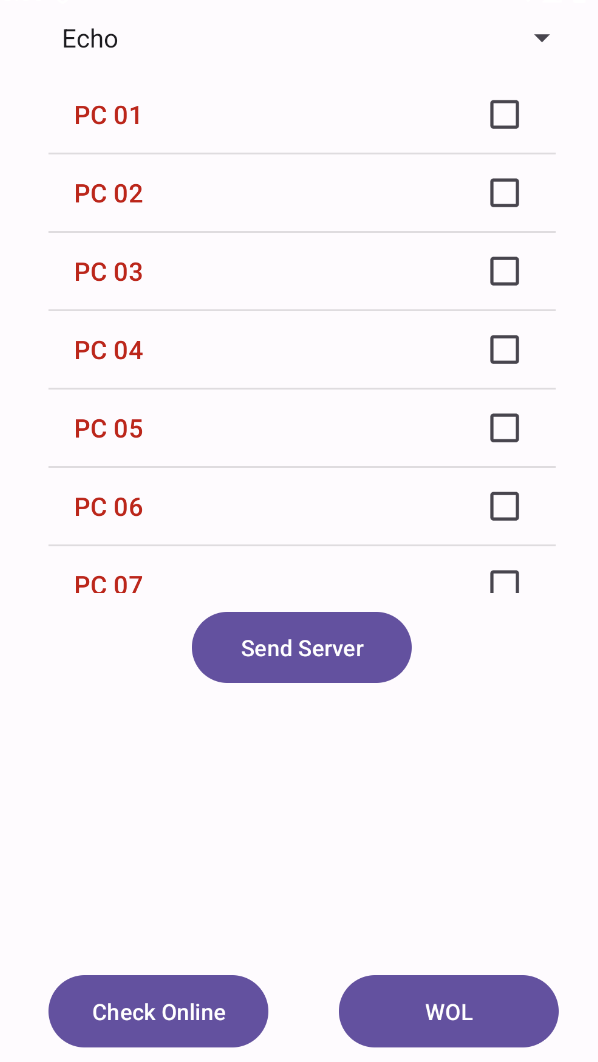 Echo
PC 01
PC 02
PC 03
PC 04
PC 05
PC 06
PC 07
Send Server
Check Online
WOL